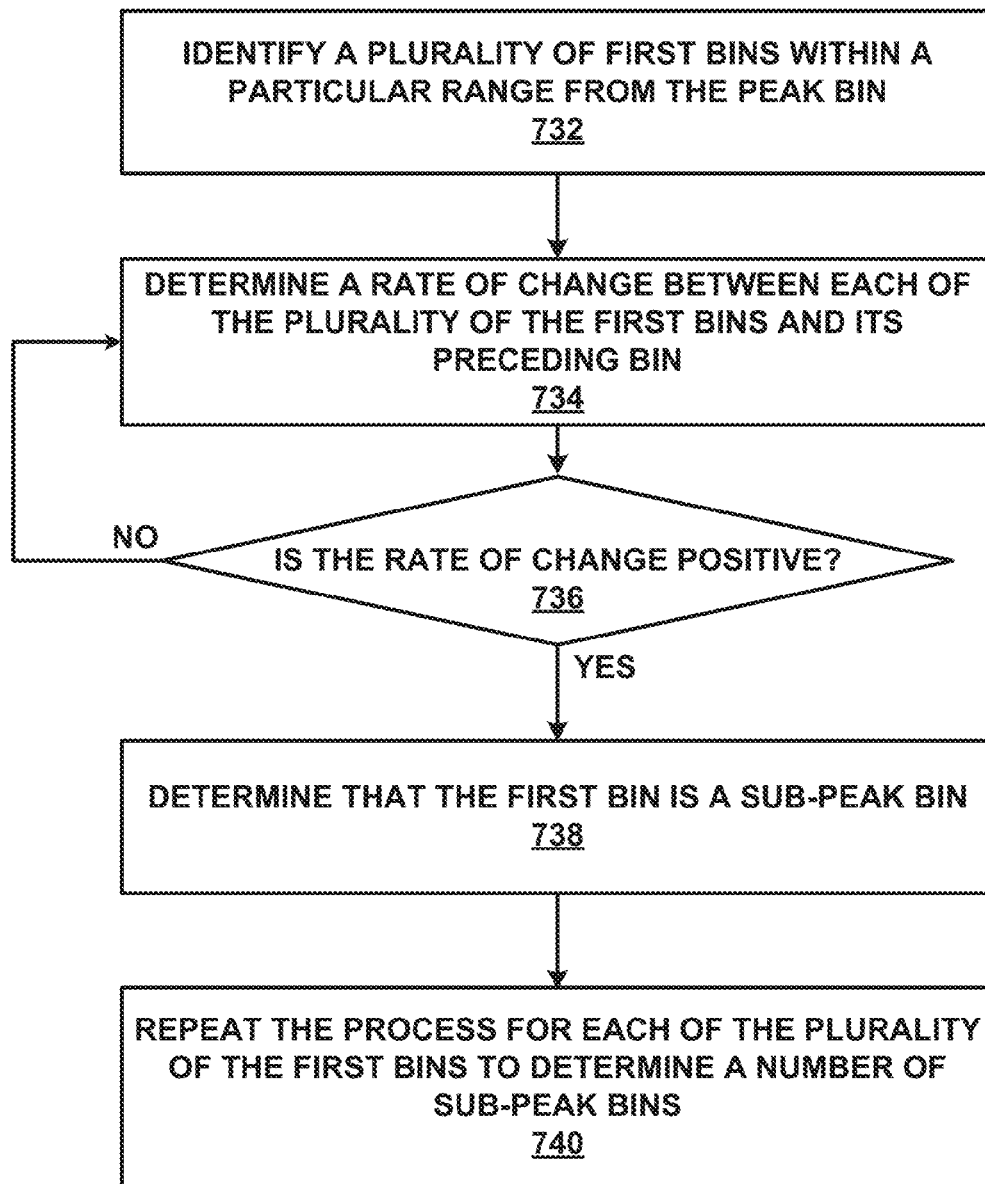 IDENTIFY A PLURALITY OF FIRST BINS WITHIN A
PARTICULAR RANGE FROM THE PEAK BIN
732
DETERMINE A RATE OF CHANGE BETWEEN EACH OF
THE PLURALITY OF THE FIRST BINS AND ITS
PRECEDING BIN
734
NO
IS THE RATE OF CHANGE POSITIVE?
736
YES
DETERMINE THAT THE FIRST BIN IS A SUB-PEAK BIN
738
REPEAT THE PROCESS FOR EACH OF THE PLURALITY
OF THE FIRST BINS TO DETERMINE A NUMBER OF
SUB-PEAK BINS
740